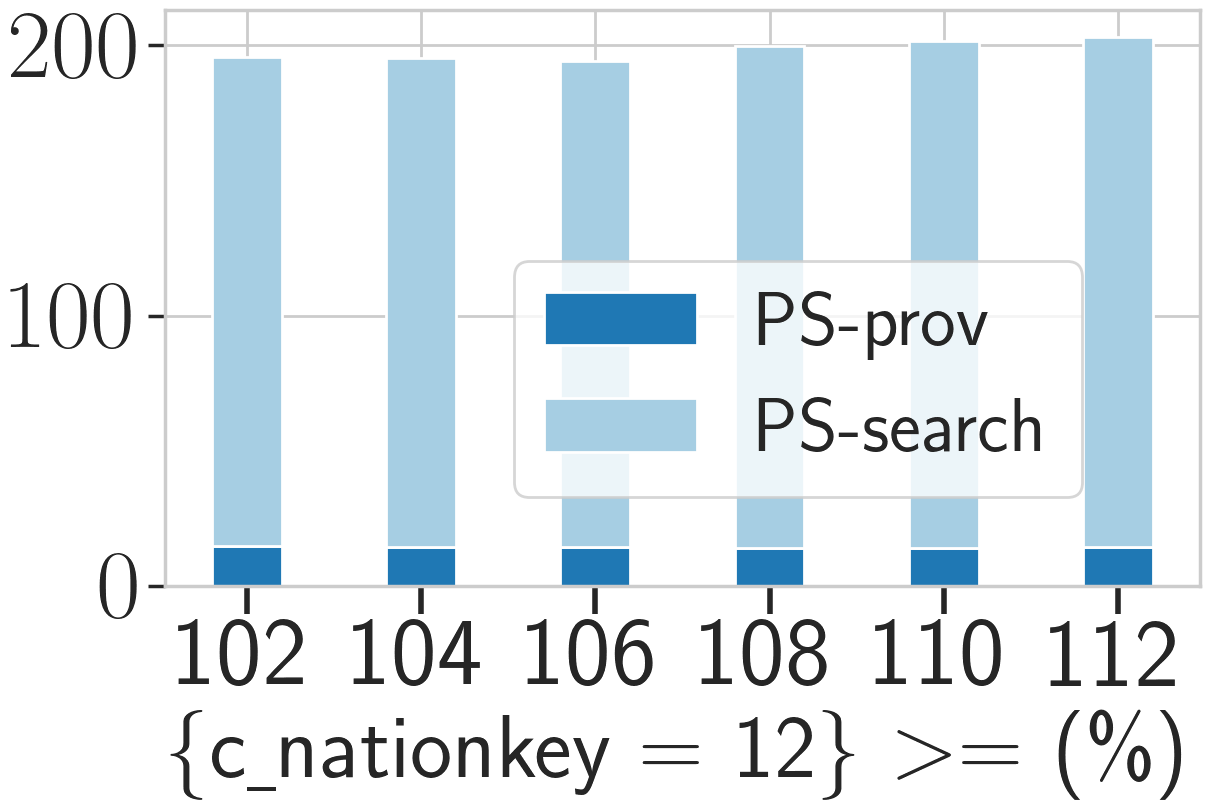 200
100
0
PS-prov
PS-search
102 104 106 108 110 112
{c_nationkey = 12} >= (%)